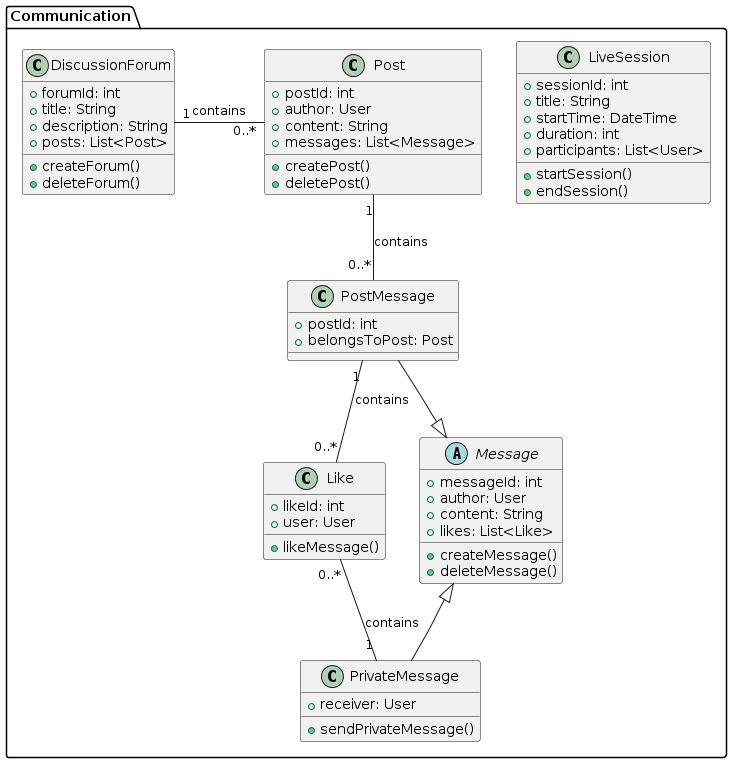 Communication
C DiscussionForum
forumId: int
title: String
description: String
posts: List<Post>
createForum()
deleteForum()
1 contains
0..*
C Post
postId: int
author: User
content: String
messages: List<Message>
createPost()
deletePost()
C LiveSession
sessionId: int
title: String
startTime: DateTime
duration: int
participants: List<User>
startSession()
endSession()
1
contains
0..*
C PostMessage
postId: int
belongsToPost: Post
1
contains
0..*
C Like
likeId: int
user: User
likeMessage()
A Message
messageId: int
author: User
content: String
likes: List<Like>
createMessage()
deleteMessage()
0..*
contains
1
C PrivateMessage
receiver: User
sendPrivateMessage()